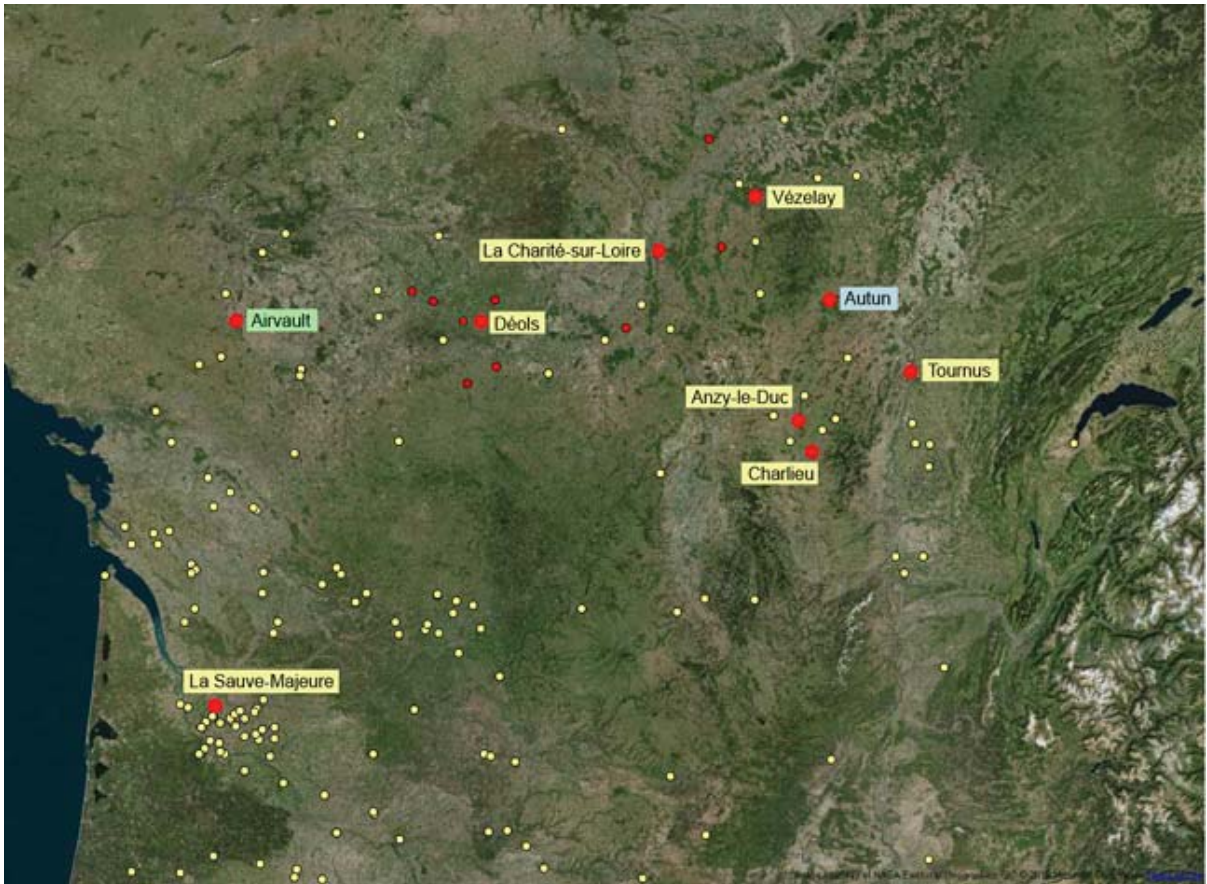 Vézelay
La Charité-sur-Loire
Autun
Airvault
Déols
Tournus
Anzy-le-Duc
Charlieu
La Sauve-Majeure